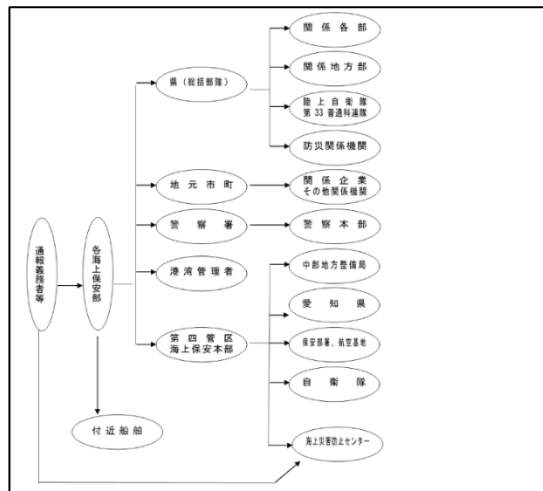 通報義務者等
各海上保安部
付近船舶
県（総括部隊）
地元市町
警察署
港湾管理者
第四管区
海上保安本部
関係各部
関係地方部
陸上自衛隊
第33普通科連隊
防災関係機関
関係企業
その他関係機関
警察本部
中部地方整備局
愛知県
保安部署、航空基地
自衛隊
海上災害防止センター